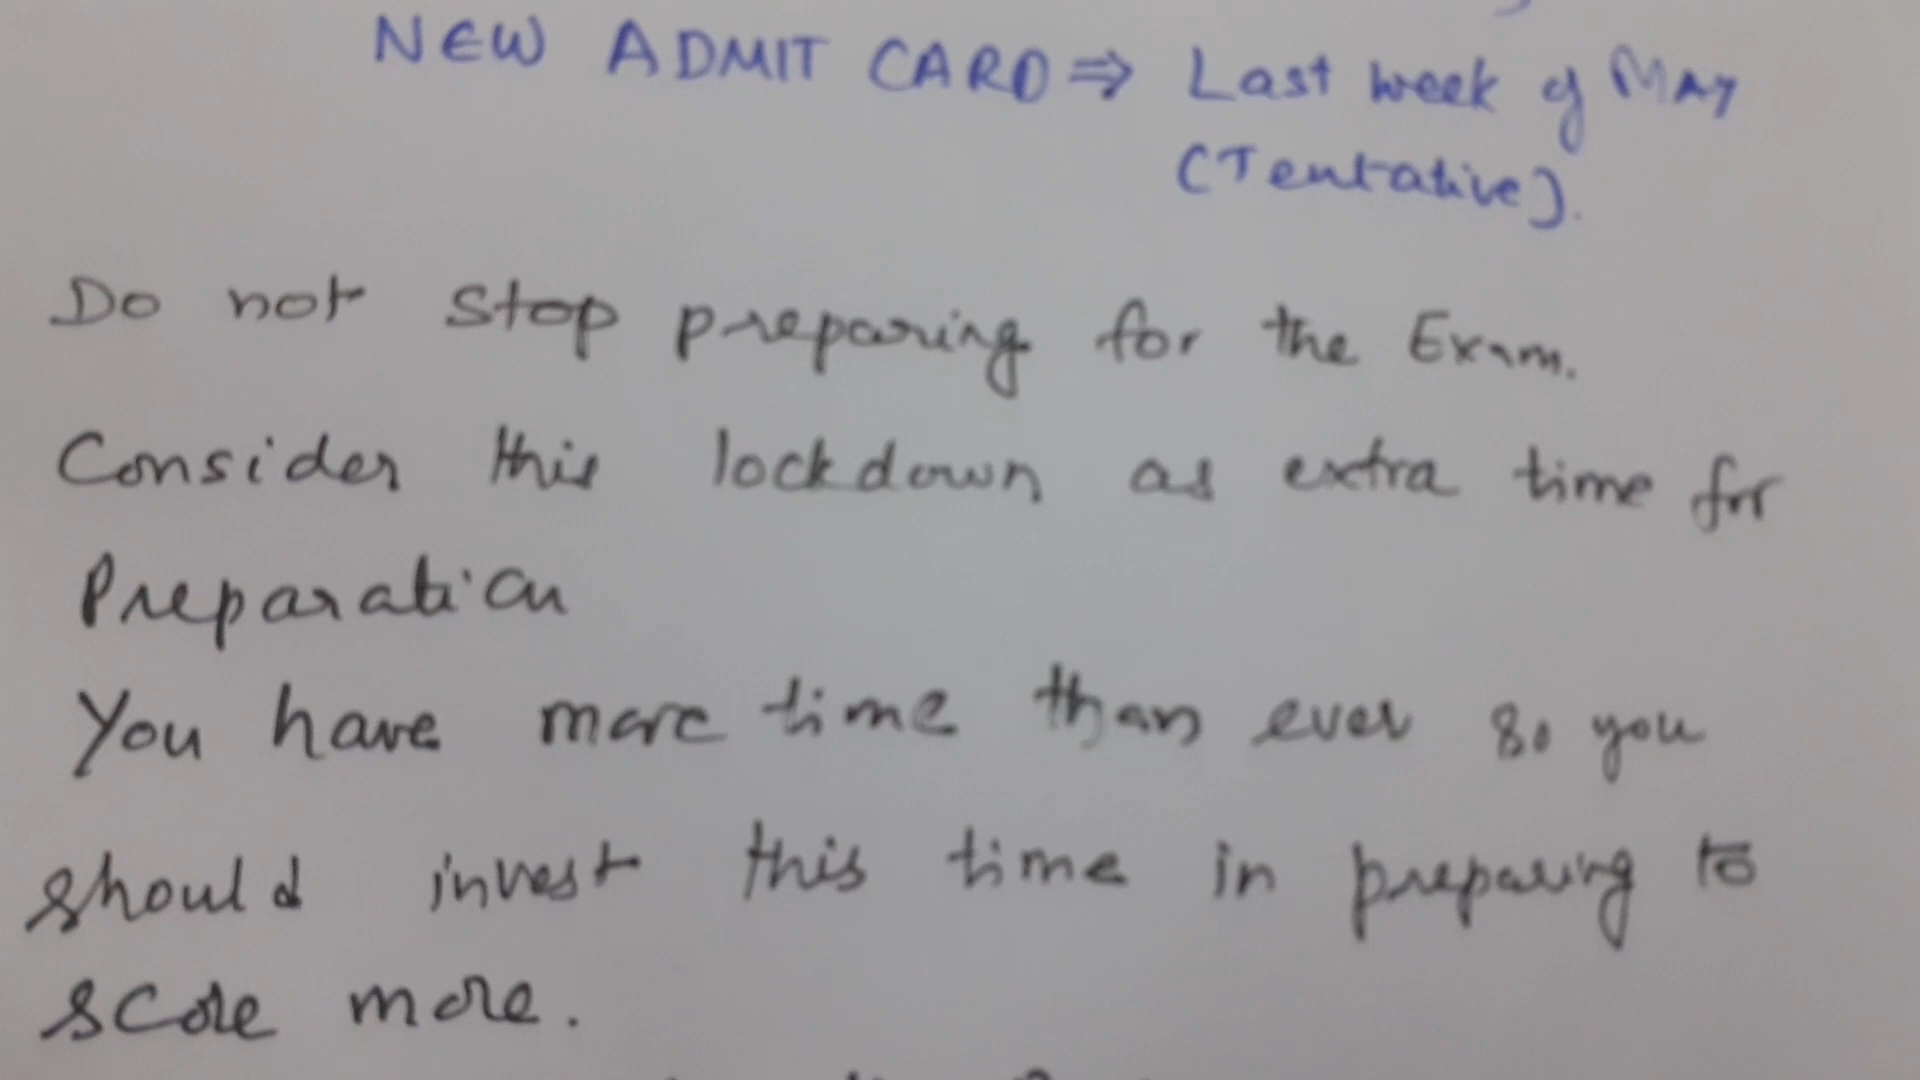 NEW ADMIT CARD ⇒ Last week of MAY
(Tentative).
Do not stop preparing for the Exam.
Consider this lockdown as extra time for
Preparation
You have more time than ever so you
should invest this time in preparing to
score more.